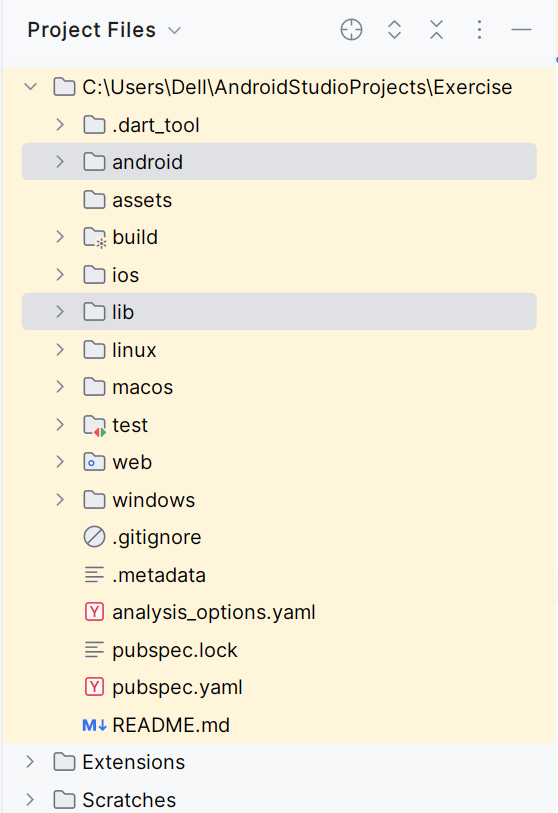 Project Files
C:\Users\Dell\AndroidStudioProjects\Exercise
.dart_tool
android
assets
build
ios
lib
linux
macos
test
web
windows
.gitignore
.metadata
Y analysis_options.yaml
pubspec.lock
Y pubspec.yaml
M↓ README.md
Extensions
Scratches